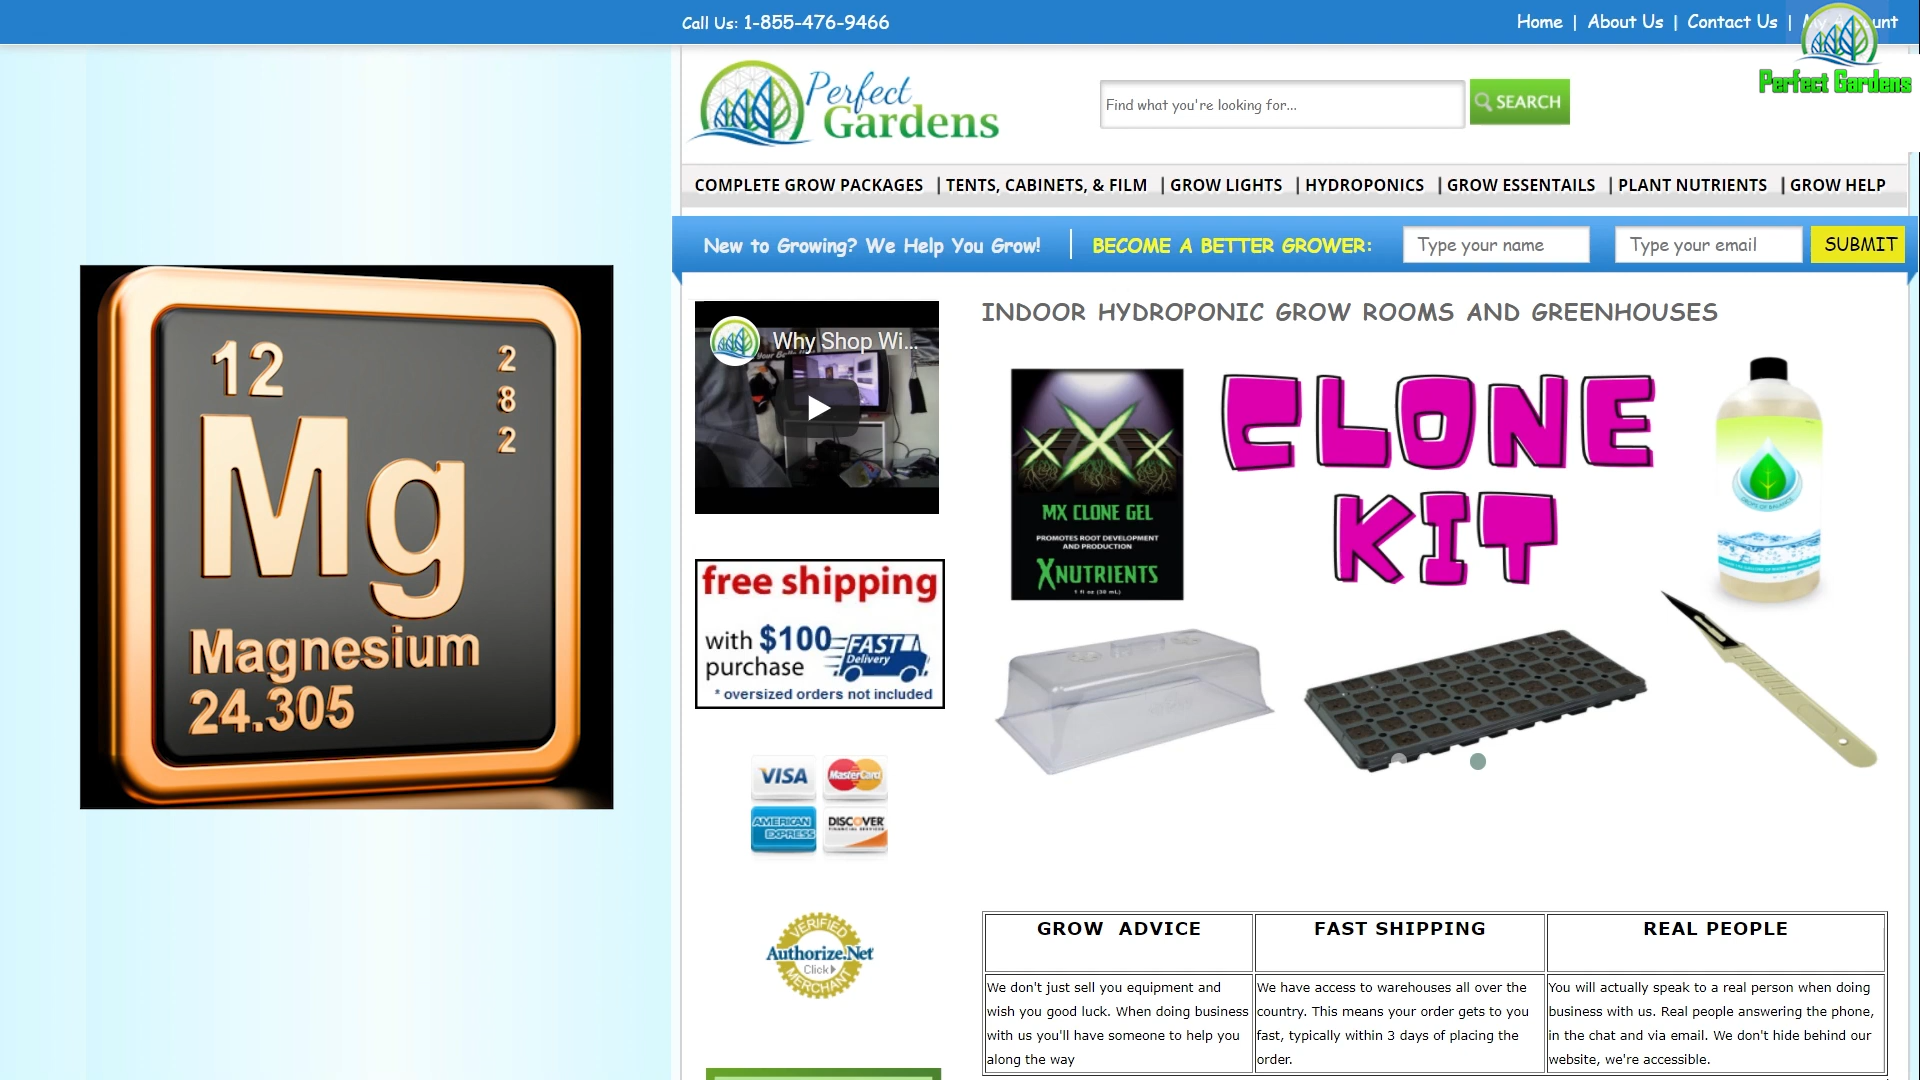 Call Us: 1-855-476-9466
Home | About Us | Contact Us |
Perfect Gardens
Perfect
Gardens
Find what you're looking for...
SEARCH
COMPLETE GROW PACKAGES | TENTS, CABINETS, & FILM | GROW LIGHTS | HYDROPONICS | GROW ESSENTAILS | PLANT NUTRIENTS | GROW HELP
New to Growing? We Help You Grow!
BECOME A BETTER GROWER:
Type your name
Type your email
SUBMIT
12
2
8
2
Mg
Magnesium
24.305
Why Shop Wi...
INDOOR HYDROPONIC GROW ROOMS AND GREENHOUSES
CLONE
KIT
MX CLONE GEL
PROMOTES ROOT DEVELOPMENT
AND PRODUCTION
XNUTRIENTS
1 fl oz (30 mL)
free shipping
with $100
purchase
FAST
Delivery
* oversized orders not included
VISA
MasterCard
AMERICAN
EXPRESS
DISCOVER
VERIFIED
Authorize.Net
Click
MERCHANT
GROW ADVICE
We don't just sell you equipment and
wish you good luck. When doing business
with us you'll have someone to help you
along the way
FAST SHIPPING
We have access to warehouses all over the
country. This means your order gets to you
fast, typically within 3 days of placing the
order.
REAL PEOPLE
You will actually speak to a real person when doing
business with us. Real people answering the phone,
in the chat and via email. We don't hide behind our
website, we're accessible.